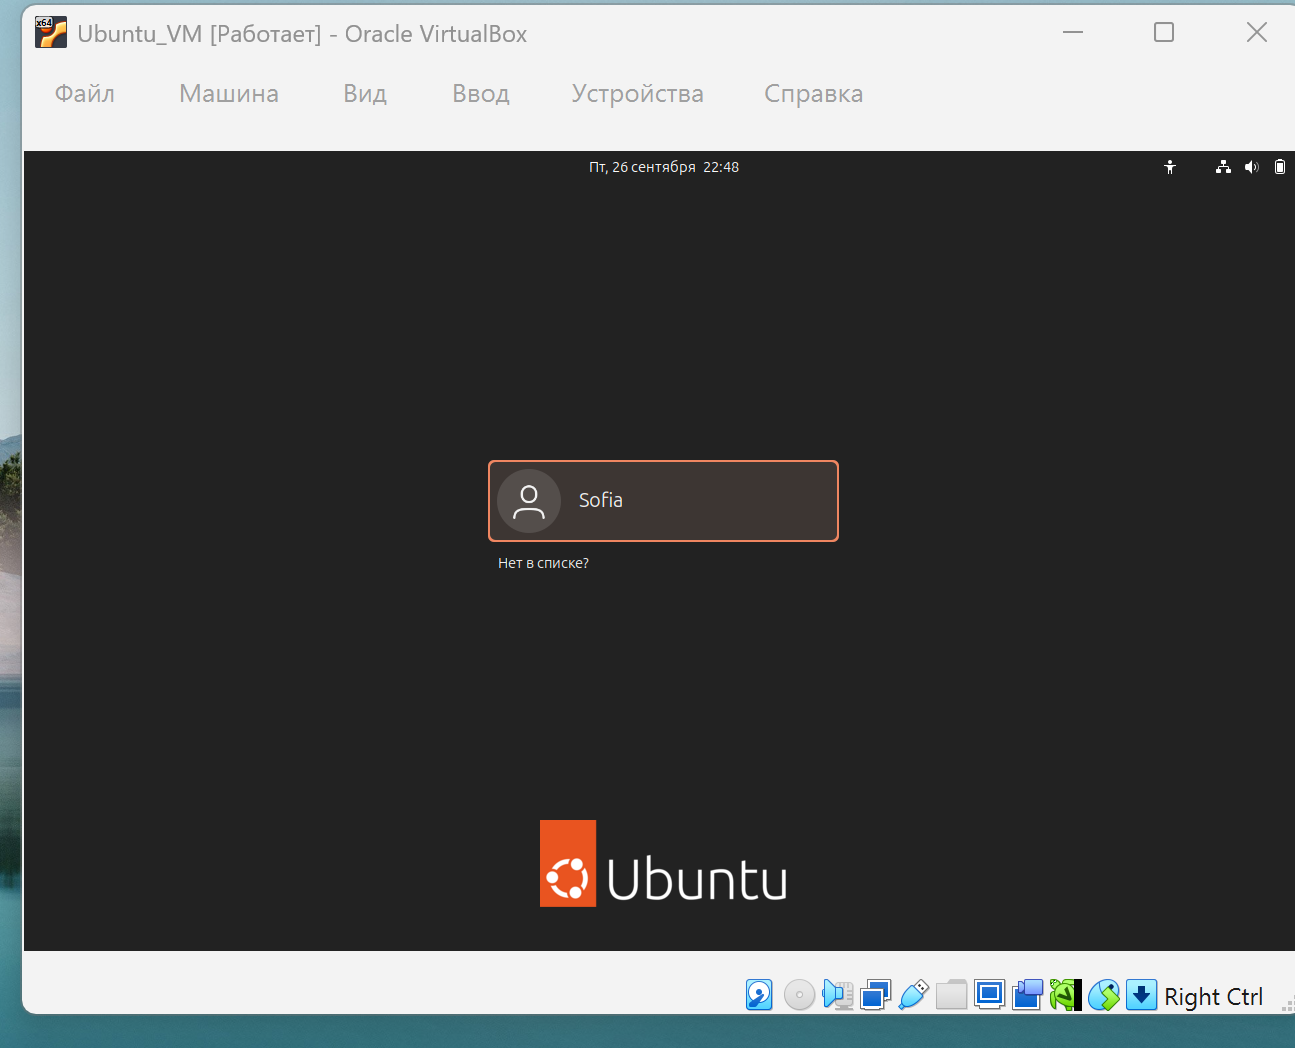 x64
Ubuntu_VM [Работает] - Oracle VirtualBox
Файл Машина Вид Ввод Устройства Справка
Пт, 26 сентября 22:48
Sofia
Нет в списке?
Ubuntu
Right Ctrl